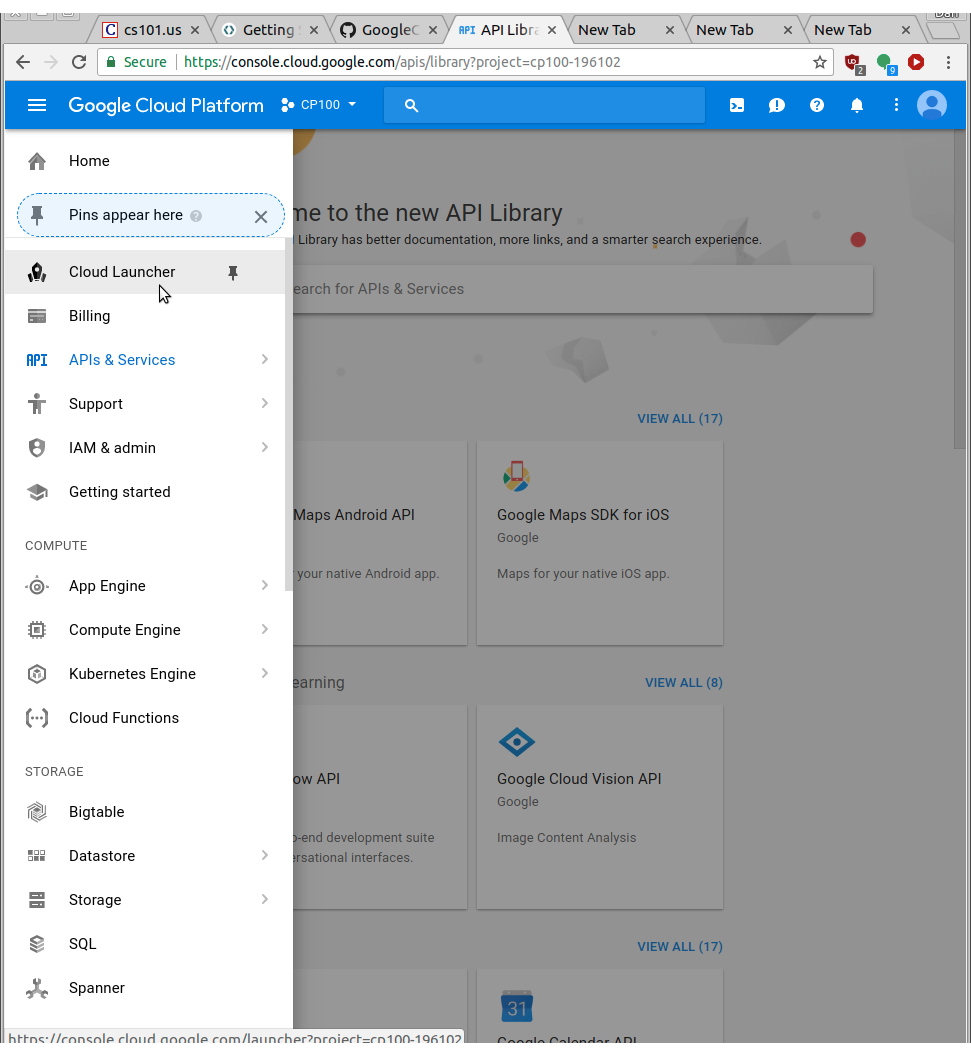 Dan
cs101.us
Getting
GoogleC
API Libra
New Tab
New Tab
New Tab
Secure
https://console.cloud.google.com/apis/library?project=cp100-196102
2
9
Google Cloud Platform
CP100
Home
Pins appear here
me to the new API Library
Library has better documentation, more links, and a smarter search experience.
Cloud Launcher
earch for APIs & Services
Billing
API
APIs & Services
Support
VIEW ALL (17)
IAM & admin
Getting started
Maps Android API
Google Maps SDK for iOS
Google
COMPUTE
your native Android app.
Maps for your native iOS app.
App Engine
Compute Engine
Kubernetes Engine
earning
VIEW ALL (8)
Cloud Functions
STORAGE
ow API
Google Cloud Vision API
Google
Bigtable
o-end development suite
Image Content Analysis
Datastore
ersational interfaces.
Storage
SQL
VIEW ALL (17)
Spanner
31
Google Calendar API
https://console.cloud.google.com/launcher?project=cp100-196102